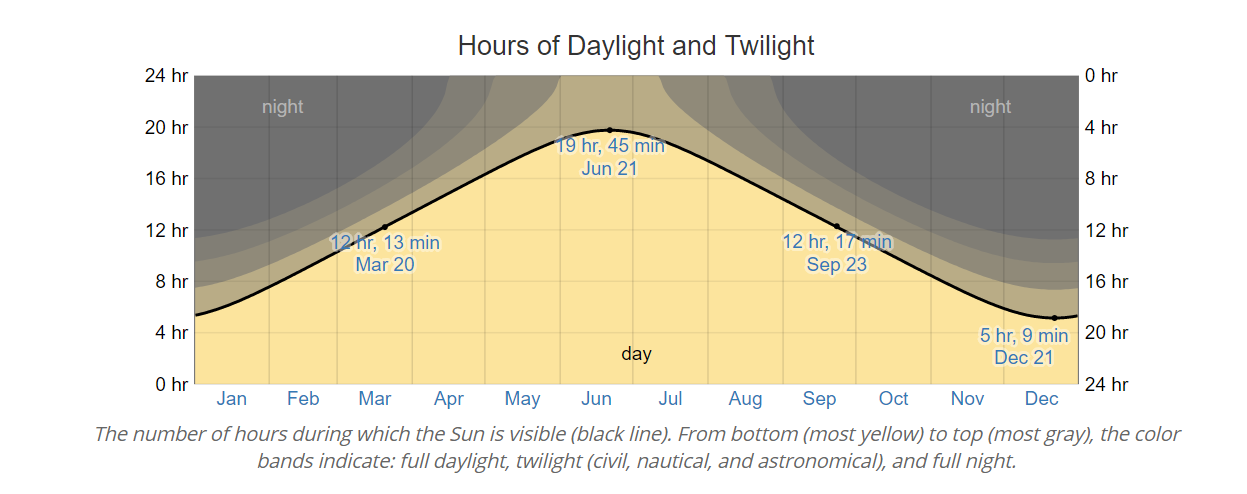 Hours of Daylight and Twilight
24 hr
20 hr
16 hr
12 hr
8 hr
4 hr
0 hr
0 hr
4 hr
8 hr
12 hr
16 hr
20 hr
24 hr
night
night
19 hr, 45 min
Jun 21
12 hr, 13 min
Mar 20
12 hr, 17 min
Sep 23
5 hr, 9 min
Dec 21
day
Jan Feb Mar Apr May Jun Jul Aug Sep Oct Nov Dec
The number of hours during which the Sun is visible (black line). From bottom (most yellow) to top (most gray), the color
bands indicate: full daylight, twilight (civil, nautical, and astronomical), and full night.